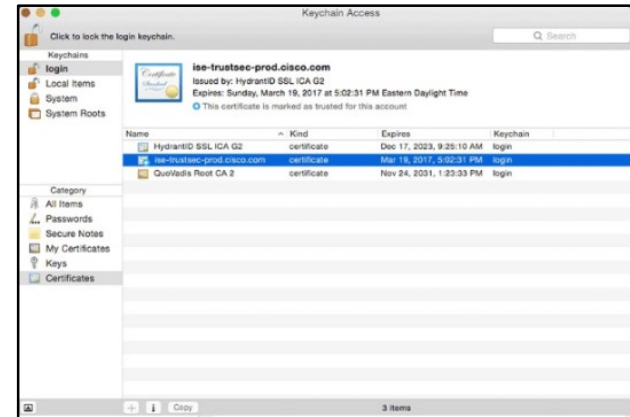 Keychain Access
Click to lock the login keychain.
Search
Keychains
login
Local Items
System
System Roots
Certificate
Standard
ise-trustsec-prod.cisco.com
Issued by: HydrantID SSL ICA G2
Expires: Sunday, March 19, 2017 at 5:02:31 PM Eastern Daylight Time
This certificate is marked as trusted for this account
Name Kind Expires Keychain
HydrantID SSL ICA G2 certificate Dec 17, 2023, 9:25:10 AM login
ise-trustsec-prod.cisco.com certificate Mar 19, 2017, 5:02:31 PM login
QuoVadis Root CA 2 certificate Nov 24, 2031, 1:23:33 PM login
Category
All Items
Passwords
Secure Notes
My Certificates
Keys
Certificates
+ i Copy 3 items